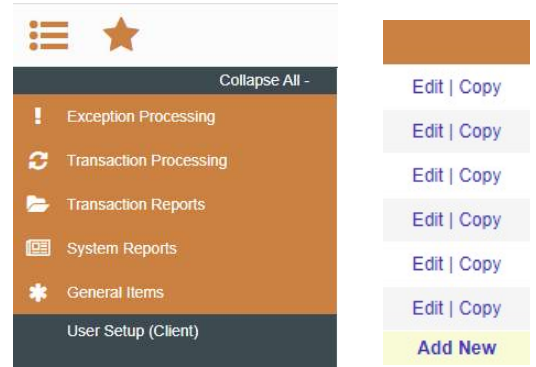 Collapse All -
Exception Processing
Transaction Processing
Transaction Reports
System Reports
General Items
User Setup (Client)
Edit | Copy
Edit | Copy
Edit | Copy
Edit | Copy
Edit | Copy
Edit | Copy
Add New